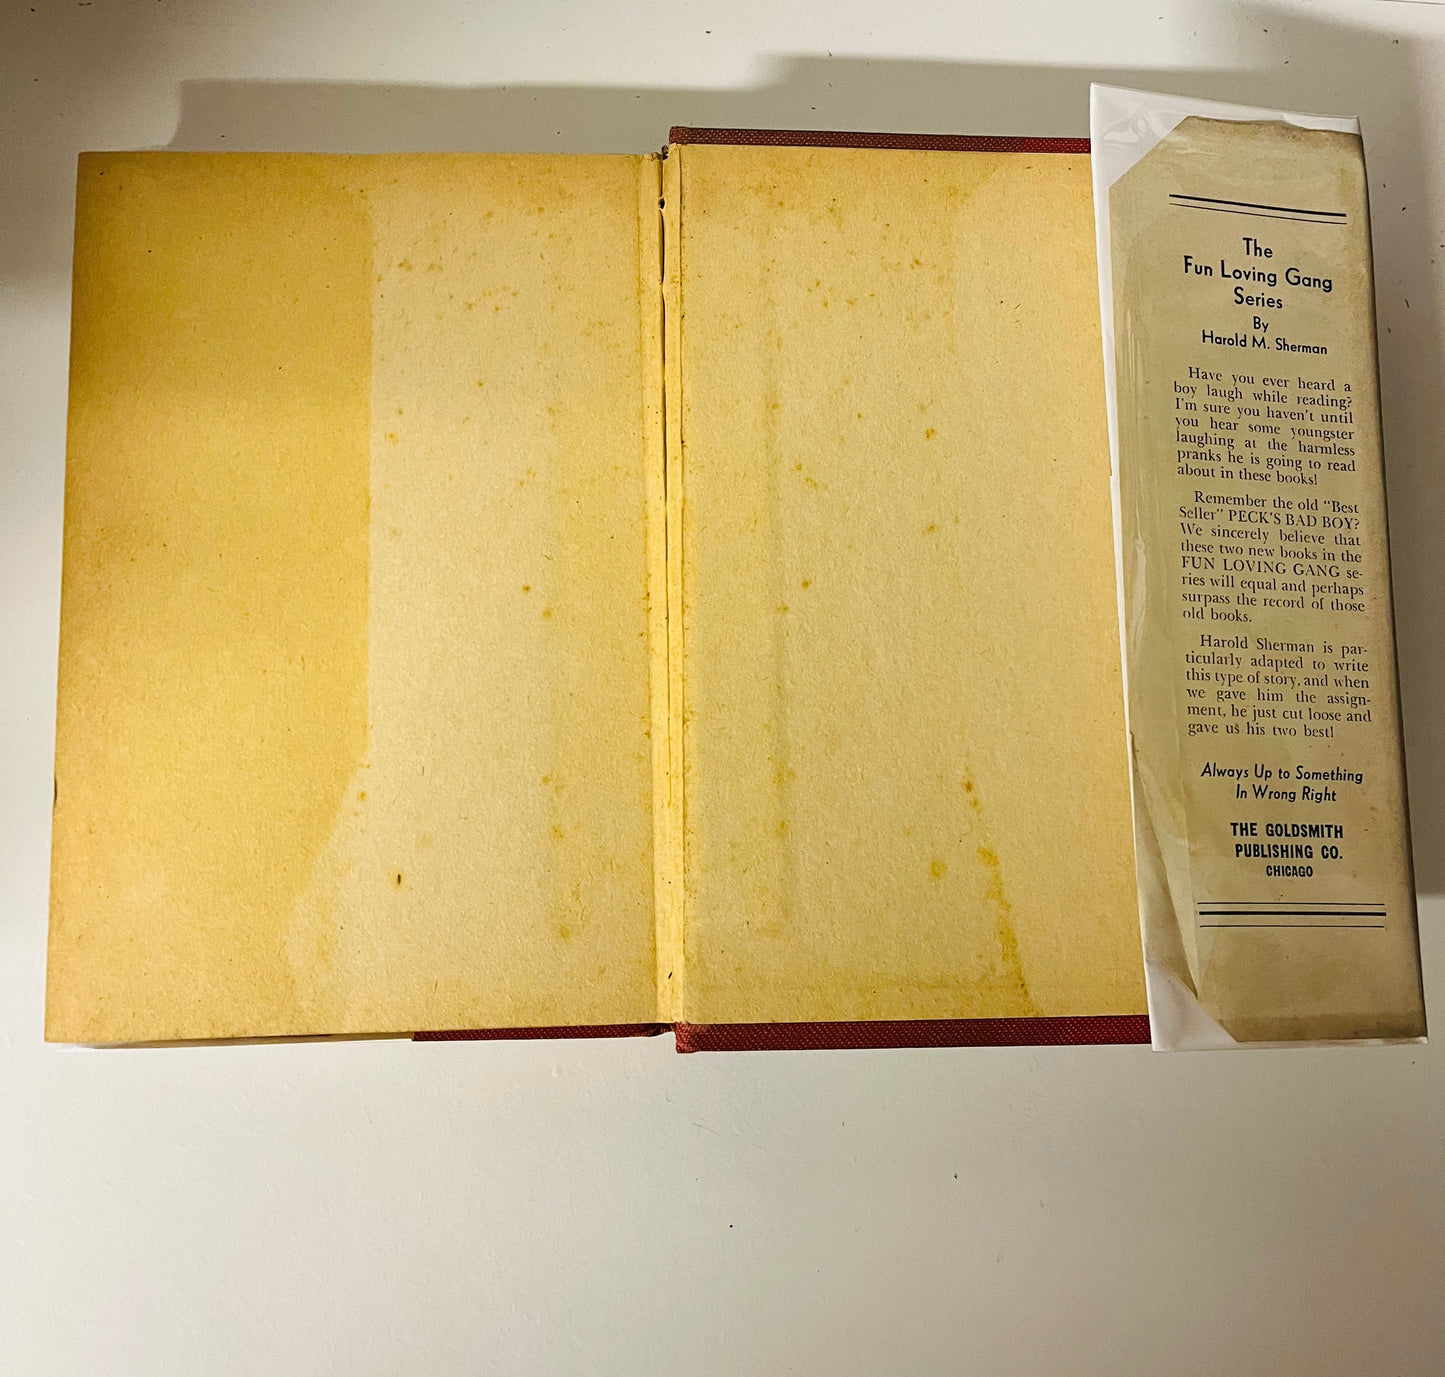 The
Fun Loving Gang
Series
By
Harold M. Sherman
Have you ever heard a
boy laugh while reading?
I'm sure you haven't until
you hear some youngster
laughing at the harmless
pranks he is going to read
about in these books!
Remember the old "Best
Seller" PECK'S BAD BOY?
We sincerely believe that
these two new books in the
FUN LOVING GANG se-
ries will equal and perhaps
surpass the record of those
old books.
Harold Sherman is par-
ticularly adapted to write
this type of story, and when
we gave him the assign-
ment, he just cut loose and
gave us his two best!
Always Up to Something
In Wrong Right
THE GOLDSMITH
PUBLISHING CO.
CHICAGO